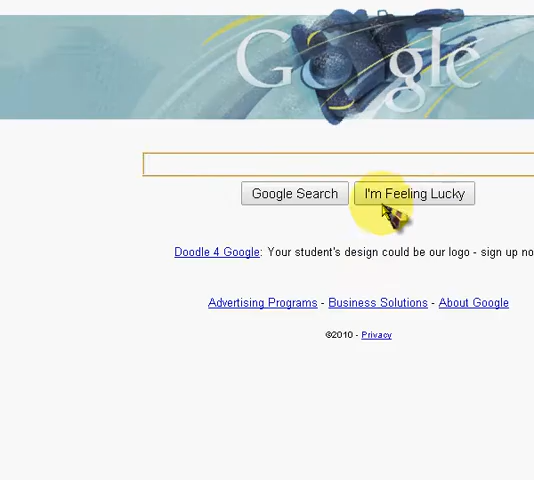 Google
Google Search I'm Feeling Lucky
Doodle 4 Google: Your student's design could be our logo - sign up
Advertising Programs - Business Solutions - About Google
©2010 - Privacy